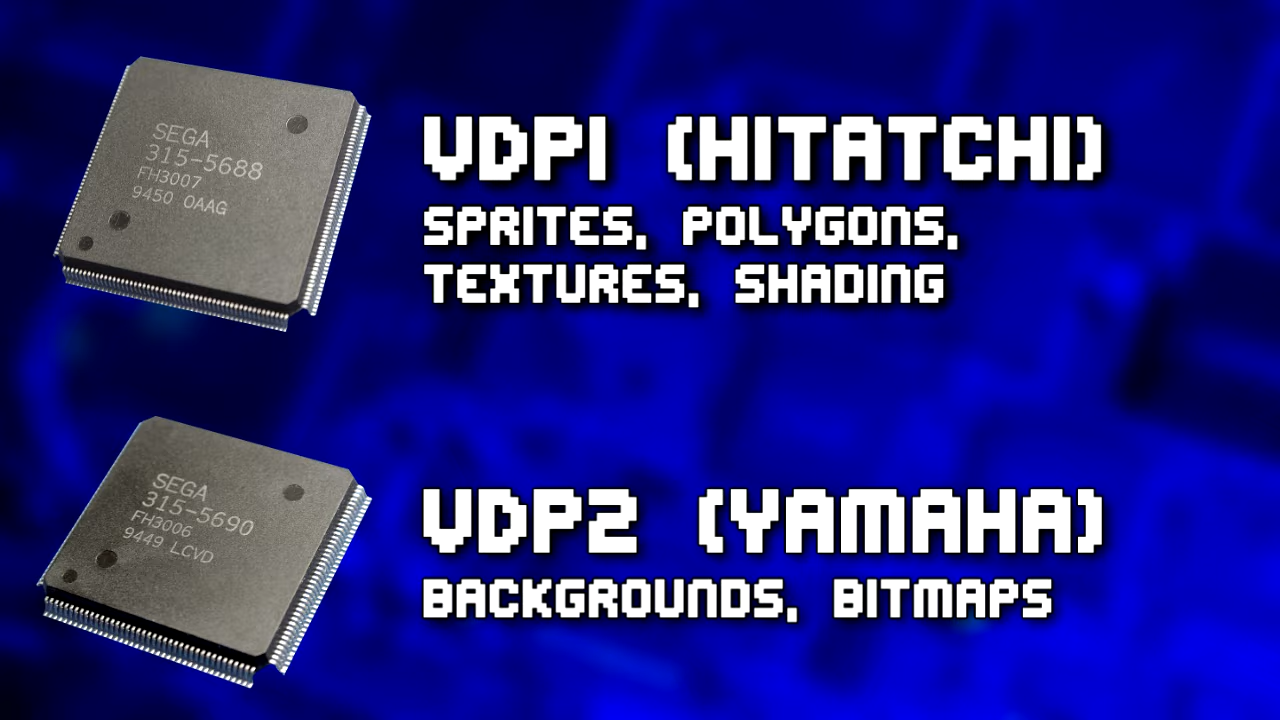 SEGA
315-5688
FH3007
9450 OAAG
VDP1 (HITATCHI)
SPRITES, POLYGONS,
TEXTURES, SHADING
SEGA
315-5690
FH3006
9449 LCVD
VDP2 (YAMAHA)
BACKGROUNDS, BITMAPS